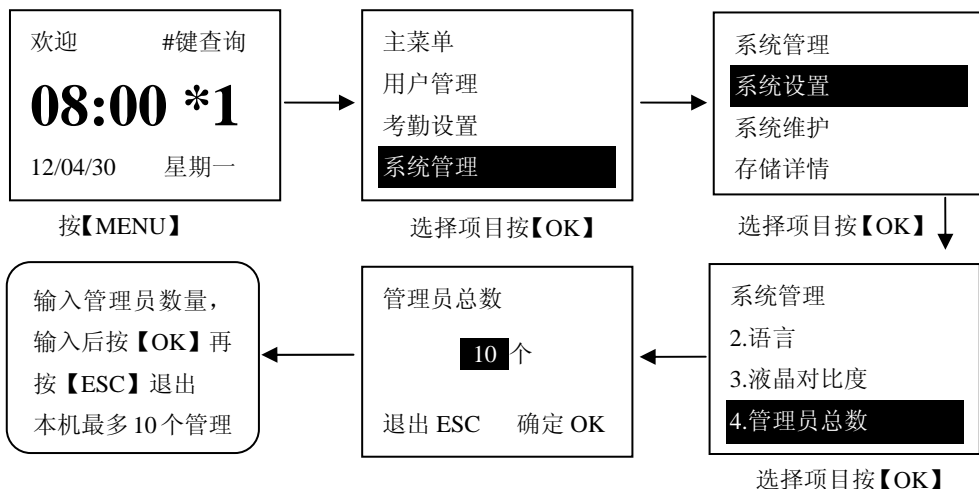 欢迎 #键查询
08:00 *1
12/04/30 星期一
按【MENU】
主菜单
用户管理
考勤设置
系统管理
选择项目按【OK】
系统管理
系统设置
系统维护
存储详情
选择项目按【OK】
系统管理
2.语言
3.液晶对比度
4.管理员总数
选择项目按【OK】
管理员总数
10 个
退出 ESC 确定 OK
输入管理员数量，
输入后按【OK】再
按【ESC】退出
本机最多 10 个管理